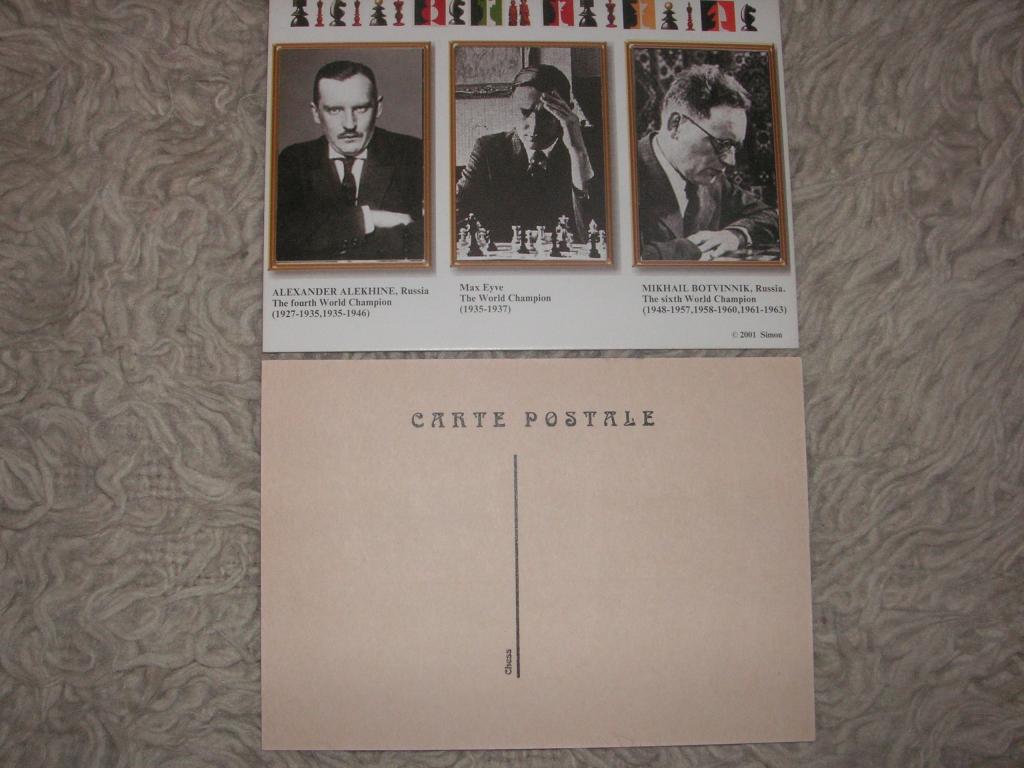 ALEXANDER ALEKHINE, Russia
The fourth World Champion
(1927-1935,1935-1946)
Max Eyve
The World Champion
(1935-1937)
MIKHAIL BOTVINNIK, Russia.
The sixth World Champion
(1948-1957,1958-1960,1961-1963)
© 2001 Simon
CARTE POSTALE
Chess